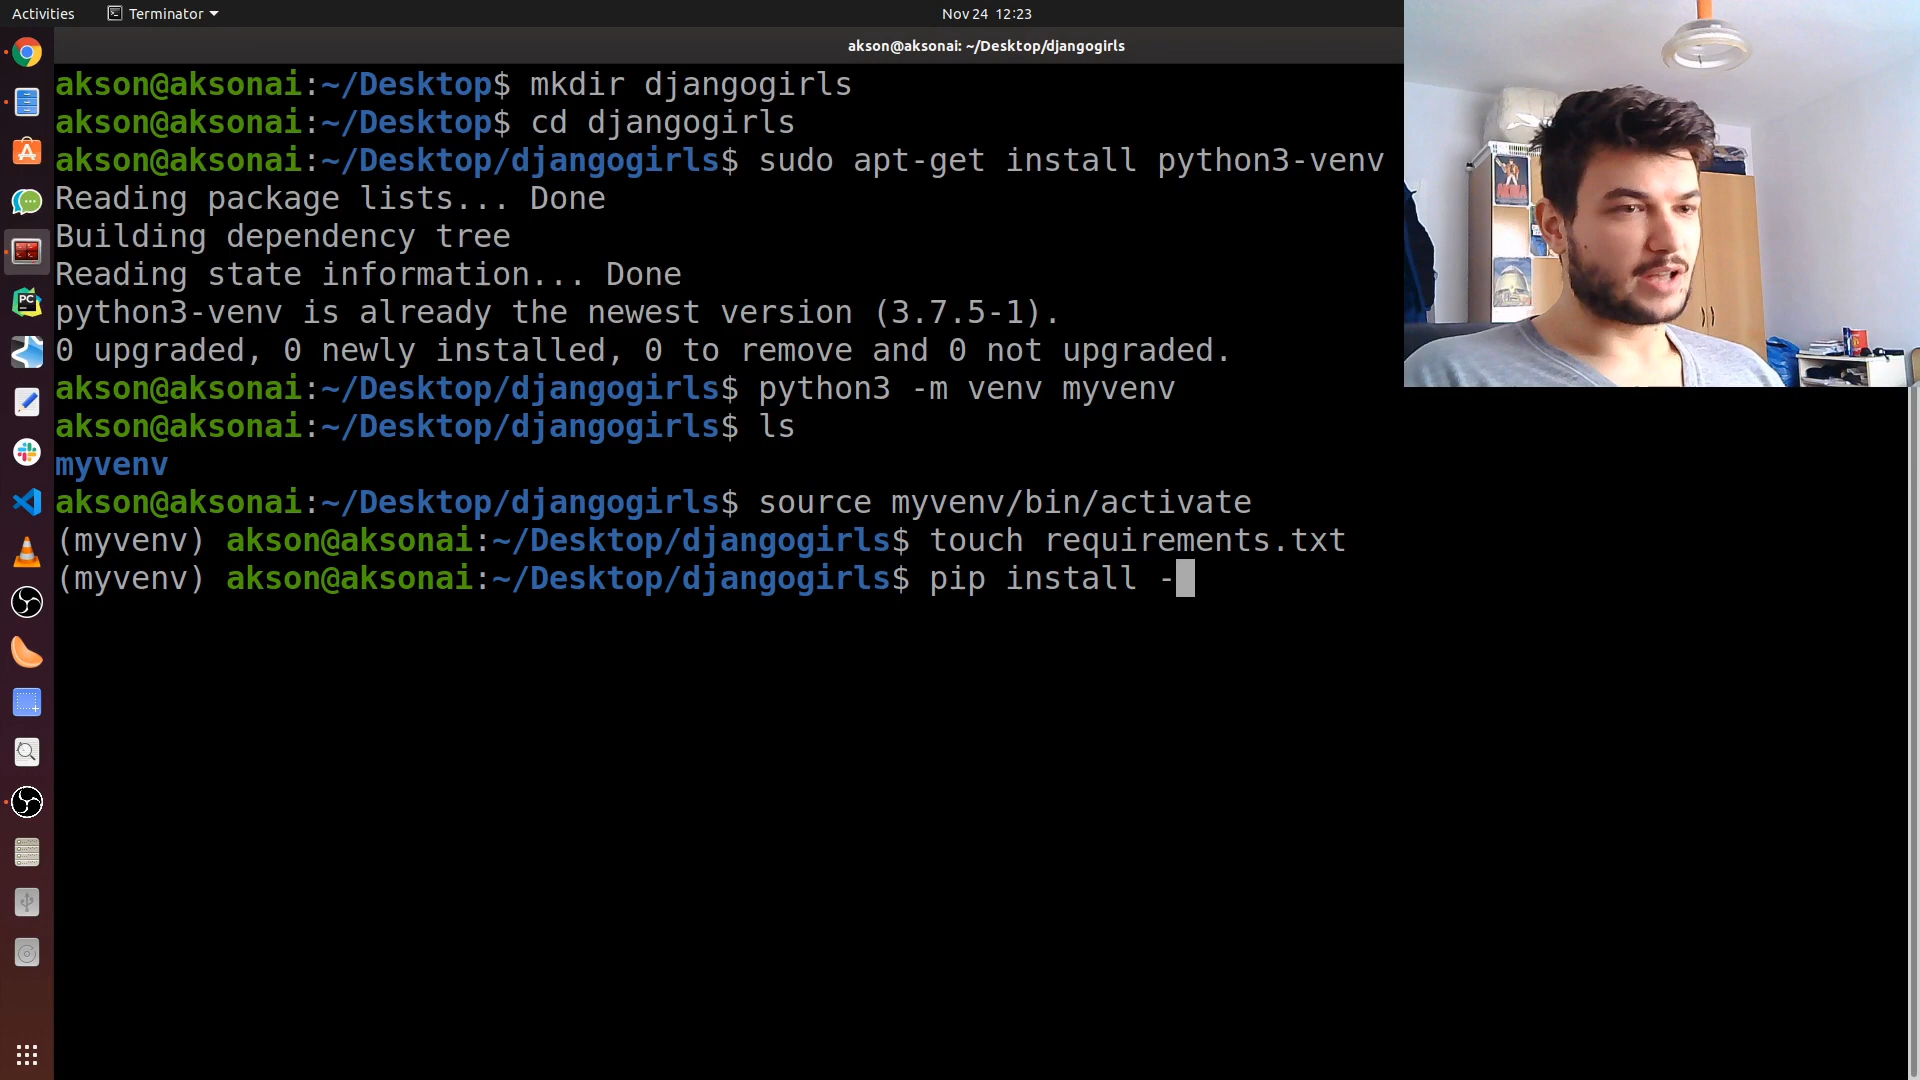 Activities
Terminator
Nov 24 12:23
akson@aksonai: ~/Desktop/djangogirls
akson@aksonai:~/Desktop$ mkdir djangogirls
akson@aksonai:~/Desktop$ cd djangogirls
akson@aksonai:~/Desktop/djangogirls$ sudo apt-get install python3-venv
Reading package lists... Done
Building dependency tree
Reading state information... Done
python3-venv is already the newest version (3.7.5-1).
0 upgraded, 0 newly installed, 0 to remove and 0 not upgraded.
akson@aksonai:~/Desktop/djangogirls$ python3 -m venv myvenv
akson@aksonai:~/Desktop/djangogirls$ ls
myvenv
akson@aksonai:~/Desktop/djangogirls$ source myvenv/bin/activate
(myvenv) akson@aksonai:~/Desktop/djangogirls$ touch requirements.txt
(myvenv) akson@aksonai:~/Desktop/djangogirls$ pip install -
PC
AKIRA